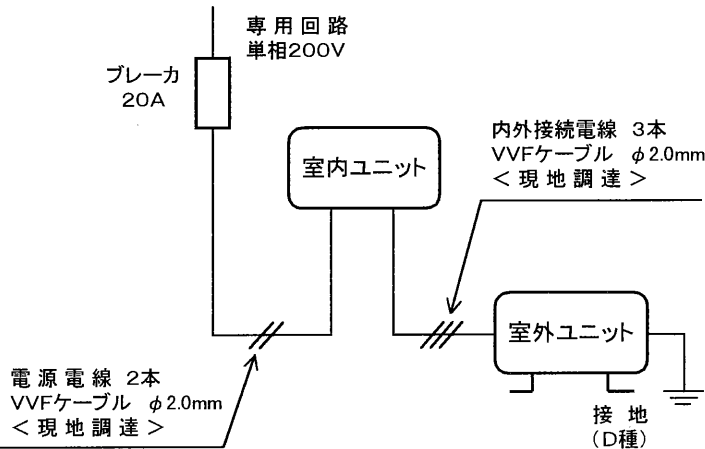 専用回路
単相200V
ブレーカ
20A
内外接続電線 3本
VVFケーブル φ2.0mm
<現地調達>
室内ユニット
室外ユニット
電源電線 2本
VVFケーブル φ2.0mm
<現地調達>
接地
(D種)